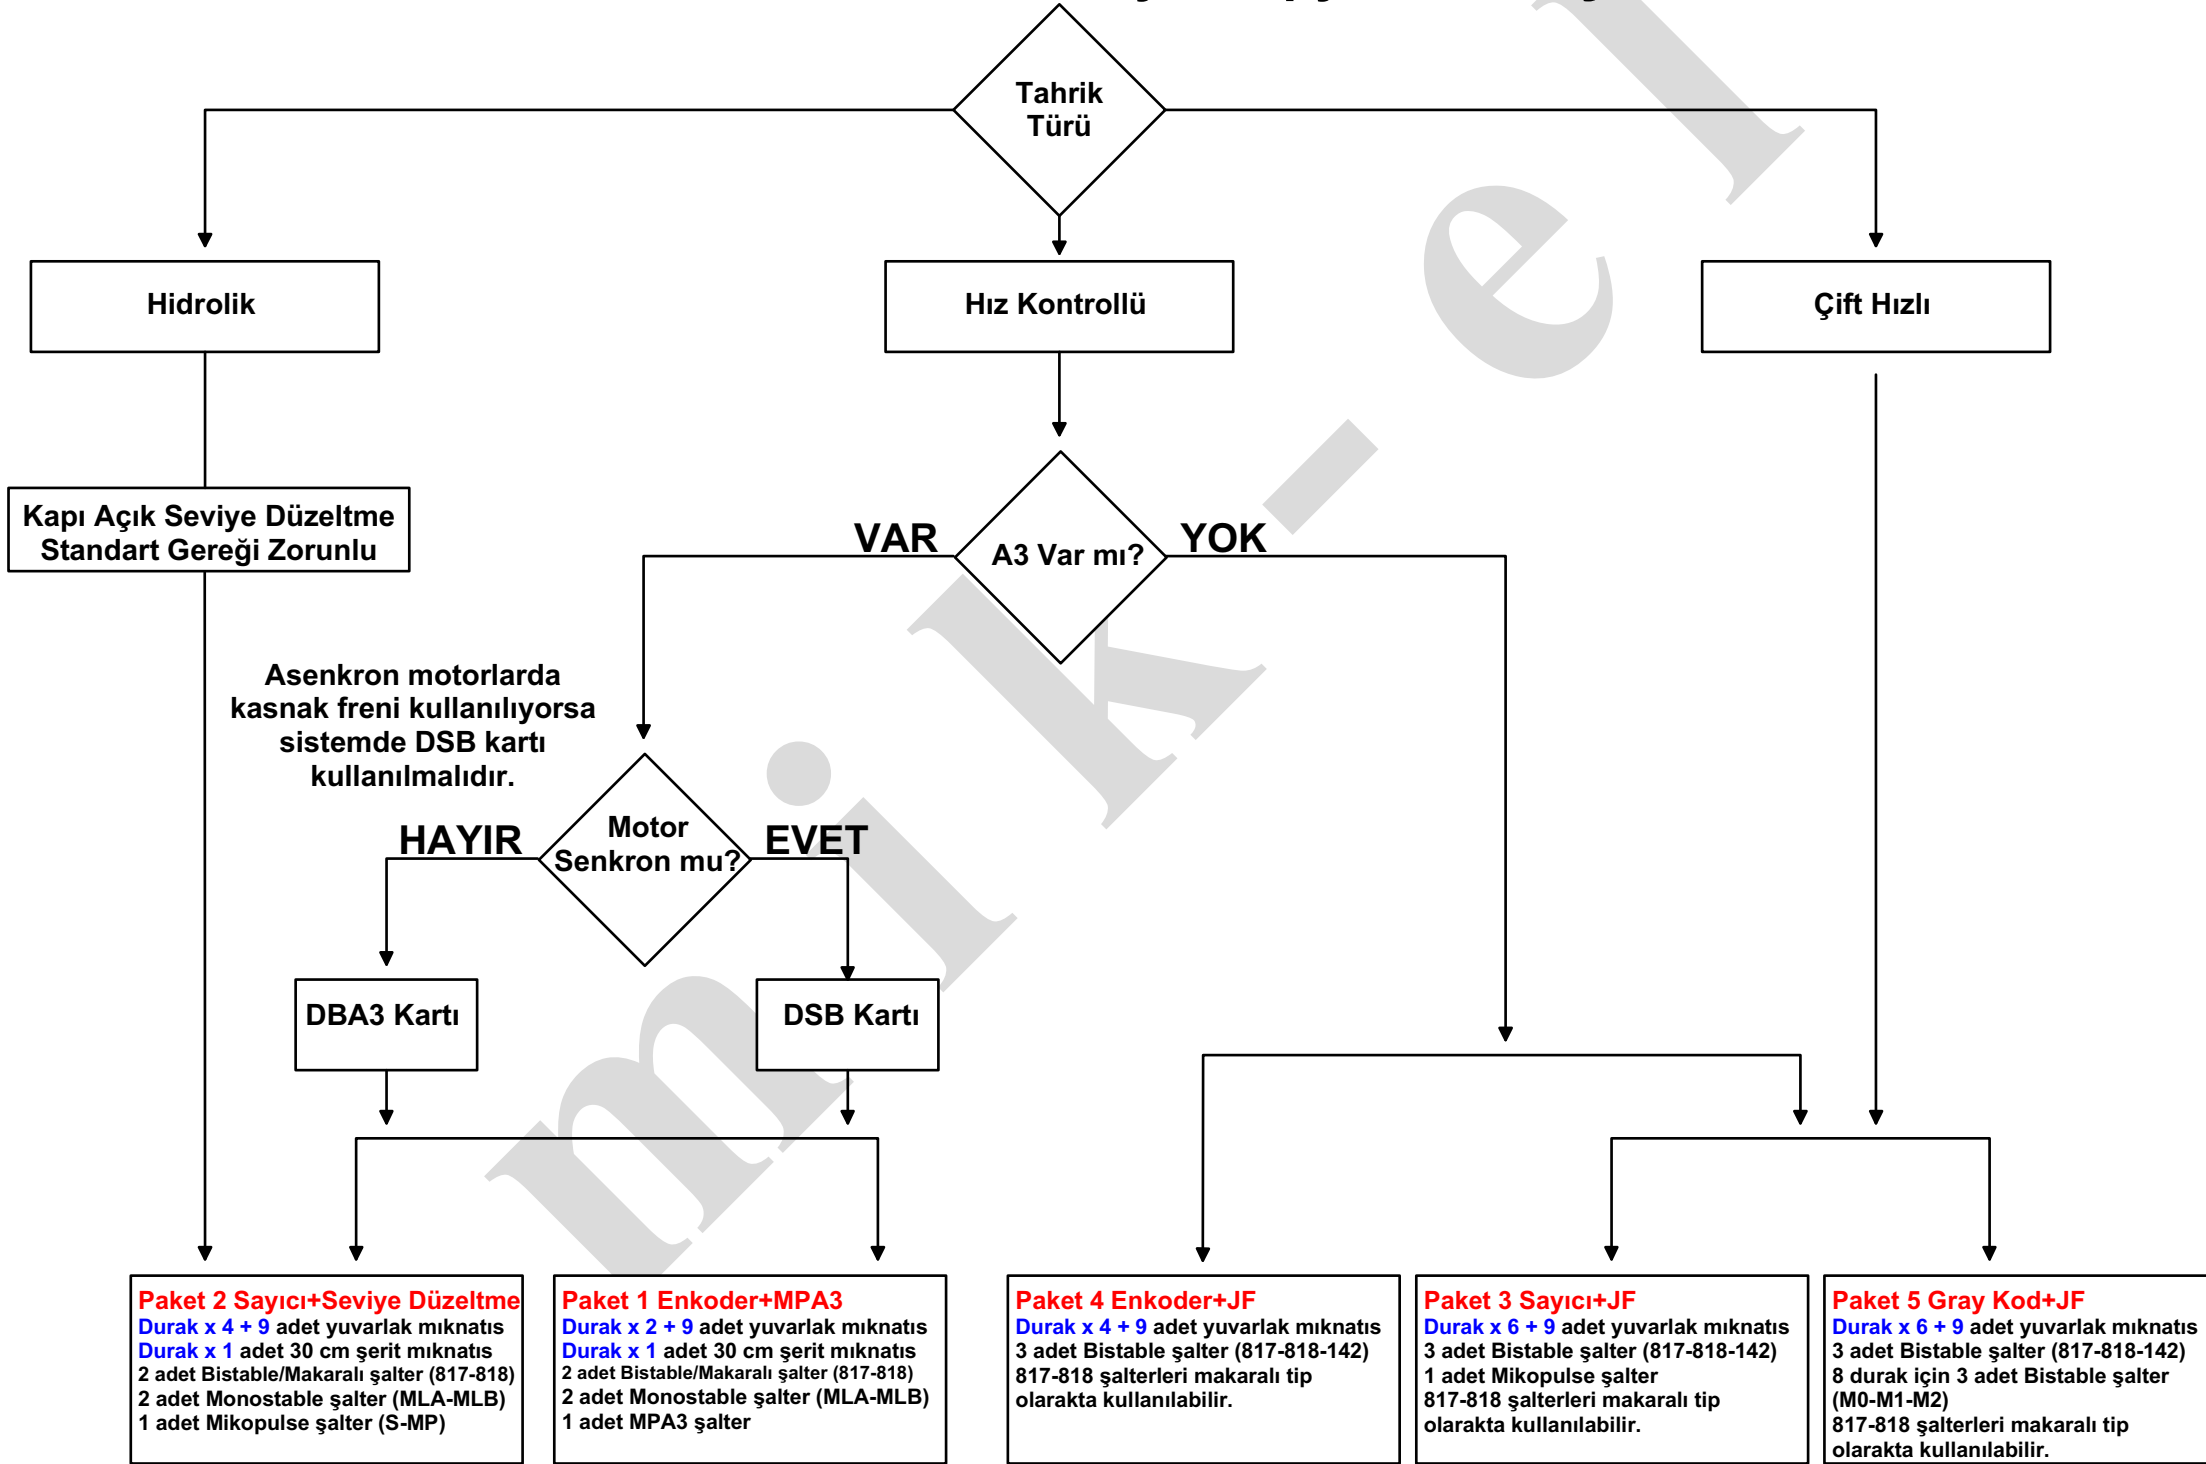 Tahrik
Türü
Hidrolik
Hız Kontrollü
Çift Hızlı
Kapı Açık Seviye Düzeltme
Standart Gereği Zorunlu
VAR
A3 Var mı?
YOK
Asenkron motorlarda
kasnak freni kullanılıyorsa
sistemde DSB kartı
kullanılmalıdır.
HAYIR
Motor
Senkron mu?
EVET
DBA3 Kartı
DSB Kartı
Paket 2 Sayıcı+Seviye Düzeltme
Durak x 4 + 9 adet yuvarlak mıknatıs
Durak x 1 adet 30 cm şerit mıknatıs
2 adet Bistable/Makaralı şalter (817-818)
2 adet Monostable şalter (MLA-MLB)
1 adet Mikopulse şalter (S-MP)
Paket 1 Enkoder+MPA3
Durak x 2 + 9 adet yuvarlak mıknatıs
Durak x 1 adet 30 cm şerit mıknatıs
2 adet Bistable/Makaralı şalter (817-818)
2 adet Monostable şalter (MLA-MLB)
1 adet MPA3 şalter
Paket 4 Enkoder+JF
Durak x 4 + 9 adet yuvarlak mıknatıs
3 adet Bistable şalter (817-818-142)
817-818 şalterleri makaralı tip
olarakta kullanılabilir.
Paket 3 Sayıcı+JF
Durak x 6 + 9 adet yuvarlak mıknatıs
3 adet Bistable şalter (817-818-142)
1 adet Mikopulse şalter
817-818 şalterleri makaralı tip
olarakta kullanılabilir.
Paket 5 Gray Kod+JF
Durak x 6 + 9 adet yuvarlak mıknatıs
3 adet Bistable şalter (817-818-142)
8 durak için 3 adet Bistable şalter
(M0-M1-M2)
817-818 şalterleri makaralı tip
olarakta kullanılabilir.
mik-el